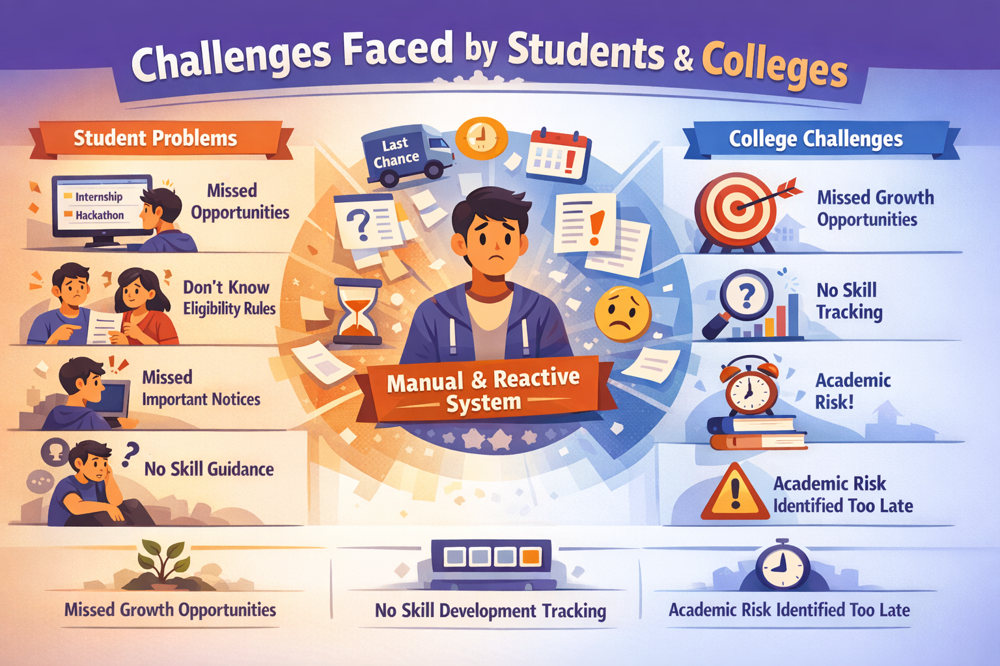 Challenges Faced by Students & Colleges
Student Problems
Internship
Hackathon
Missed
Opportunities
Don't Know
Eligibility Rules
Missed
Important Notices
?
No Skill Guidance
Last
Chance
!
?
!
Manual & Reactive
System
College Challenges
Missed Growth
Opportunities
?
No Skill
Tracking
Academic
Risk!
!
Academic Risk
Identified Too Late
Missed Growth Opportunities
No Skill Development Tracking
Academic Risk Identified Too Late